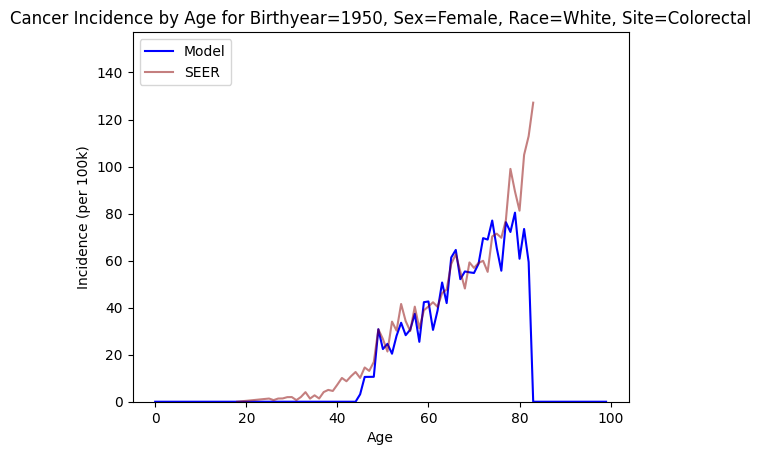 Cancer Incidence by Age for Birthyear=1950, Sex=Female, Race=White, Site=Colorectal
Model
SEER
140
120
100
80
60
40
20
0
Incidence (per 100k)
0 20 40 60 80 100
Age